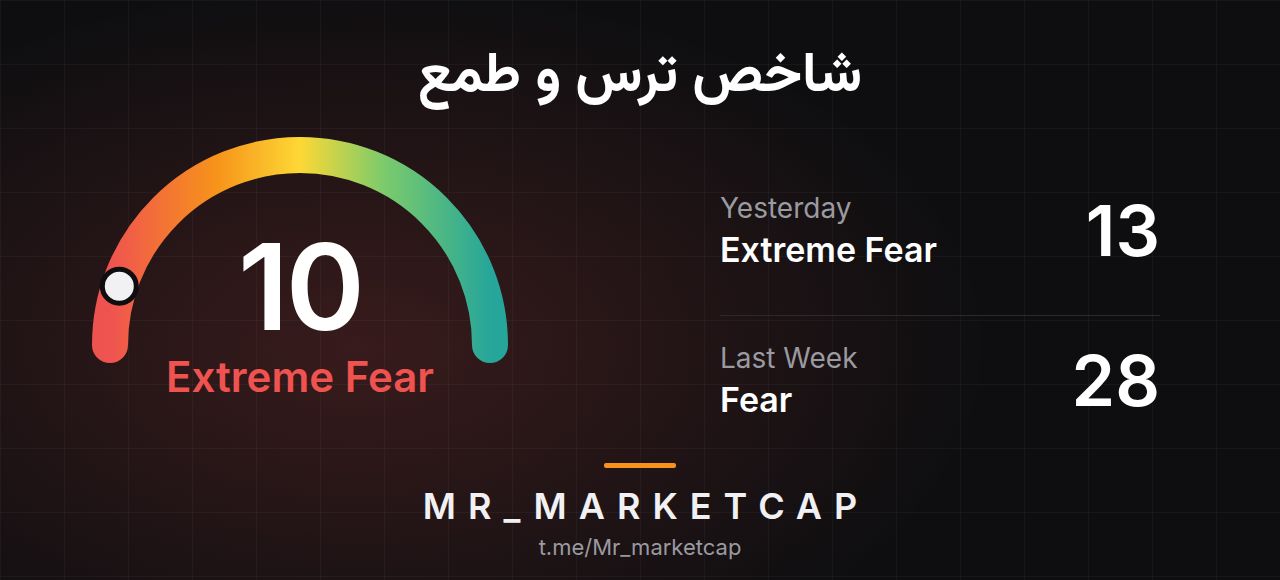 شاخص ترس و طمع
10
Extreme Fear
Yesterday
Extreme Fear
13
Last Week
Fear
28
MR_MARKETCAP
t.me/Mr_marketcap